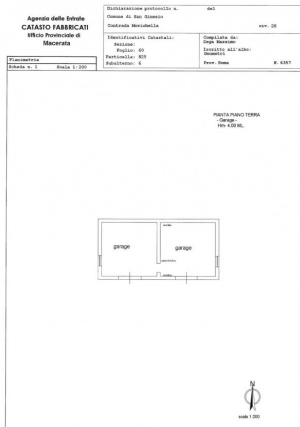 Agenzia delle Entrate
CATASTO FABBRICATI
Ufficio Provinciale di
Macerata
Dichiarazione protocollo n. del
Comune di San Ginesio
Contrada Morichella civ. 28
Identificativi Catastali:
Sezione:
Foglio: 60
Particella: 825
Subalterno: 6
Compilata da:
Iscritto all'albo:
Geometri
Prov. Roma N. 6357
Planimetria
Scheda n. 1 Scala 1:200
PIANTA PIANO TERRA
- Garage -
Hm- 4.00 ML.
garage
garage
N
scala 1:200